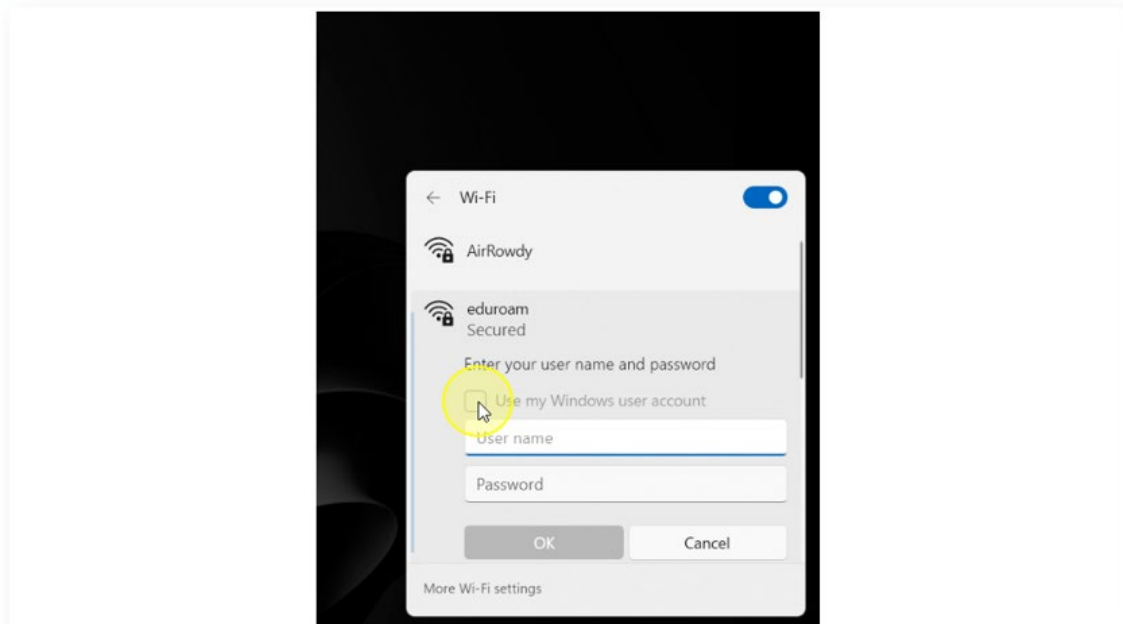 Wi-Fi
AirRowdy
eduroam
Secured
Enter your user name and password
Use my Windows user account
User name
Password
OK Cancel
More Wi-Fi settings